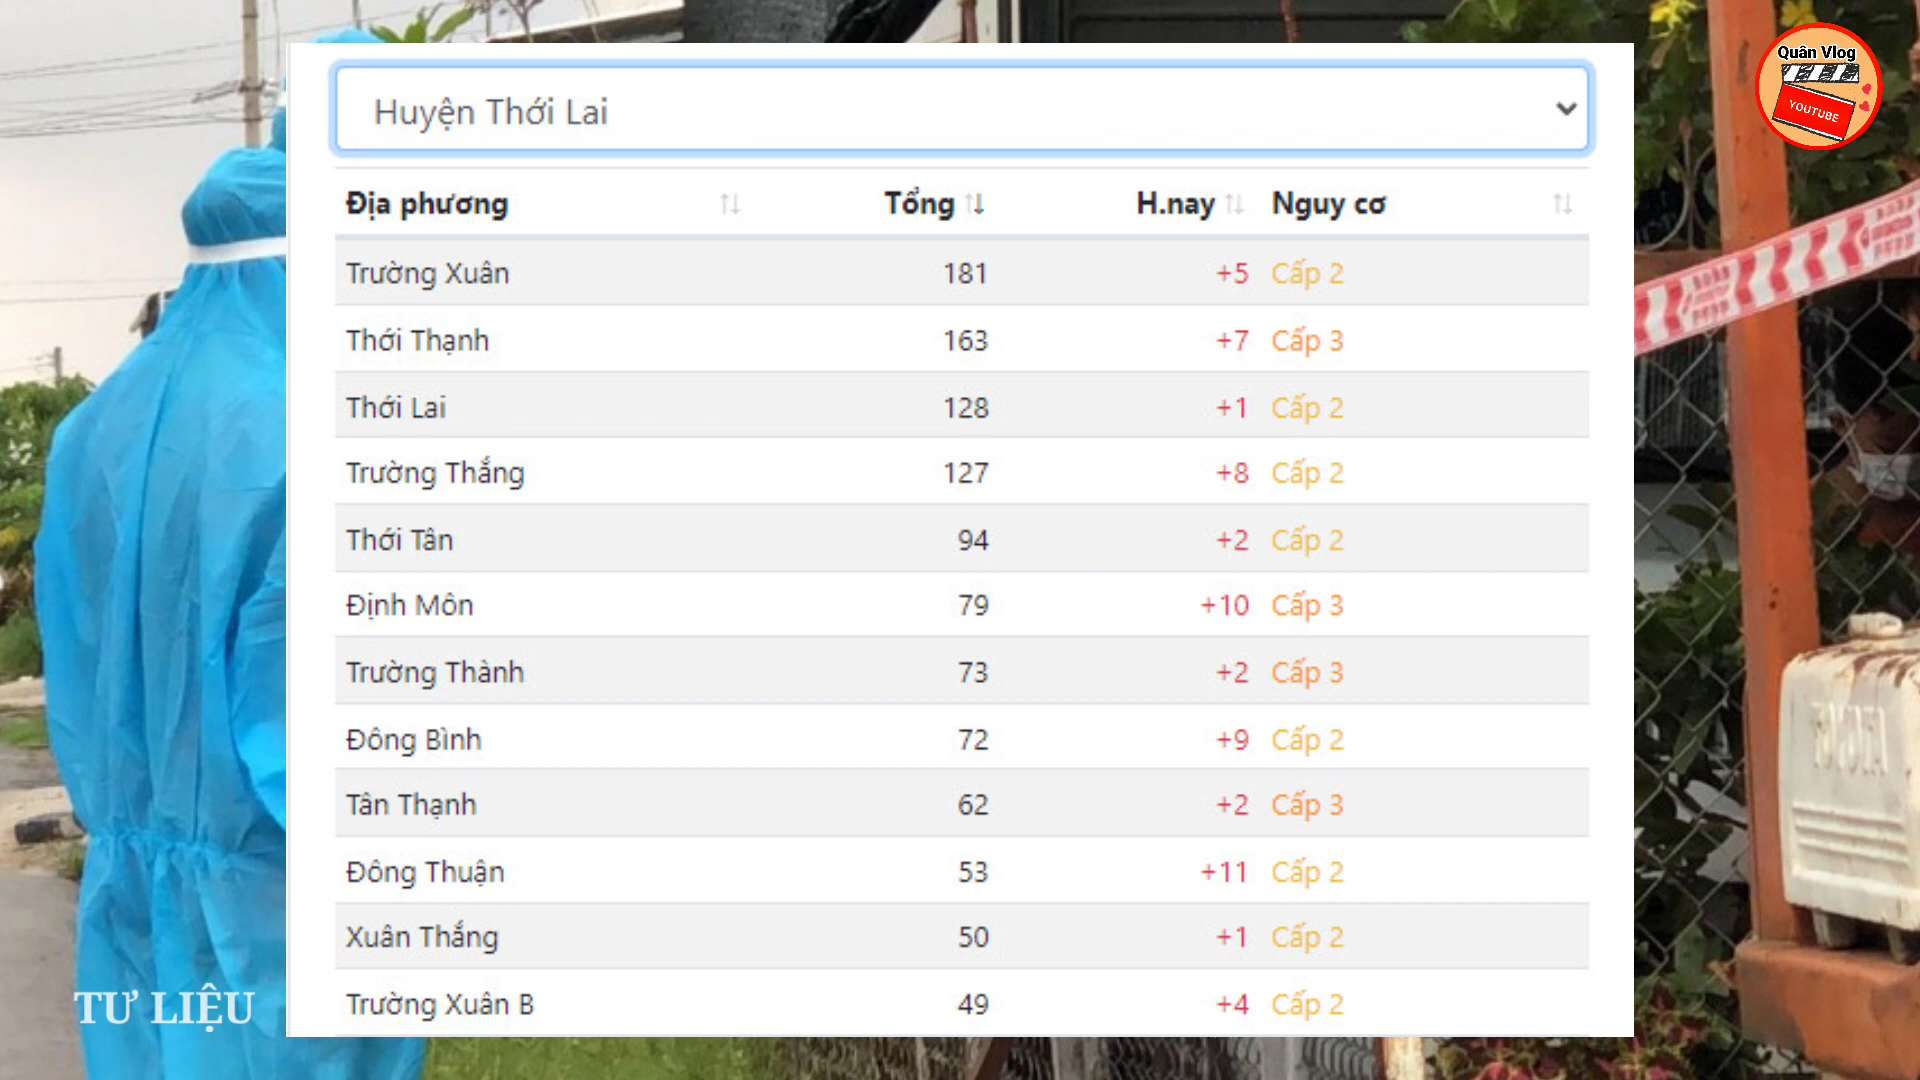 Quân Vlog
YOUTUBE
Huyện Thới Lai
Địa phương Tổng H.nay Nguy cơ
Trường Xuân 181 +5 Cấp 2
Thới Thạnh 163 +7 Cấp 3
Thới Lai 128 +1 Cấp 2
Trường Thắng 127 +8 Cấp 2
Thới Tân 94 +2 Cấp 2
Định Môn 79 +10 Cấp 3
Trường Thành 73 +2 Cấp 3
Đông Bình 72 +9 Cấp 2
Tân Thạnh 62 +2 Cấp 3
Đông Thuận 53 +11 Cấp 2
Xuân Thắng 50 +1 Cấp 2
Trường Xuân B 49 +4 Cấp 2
TƯ LIỆU